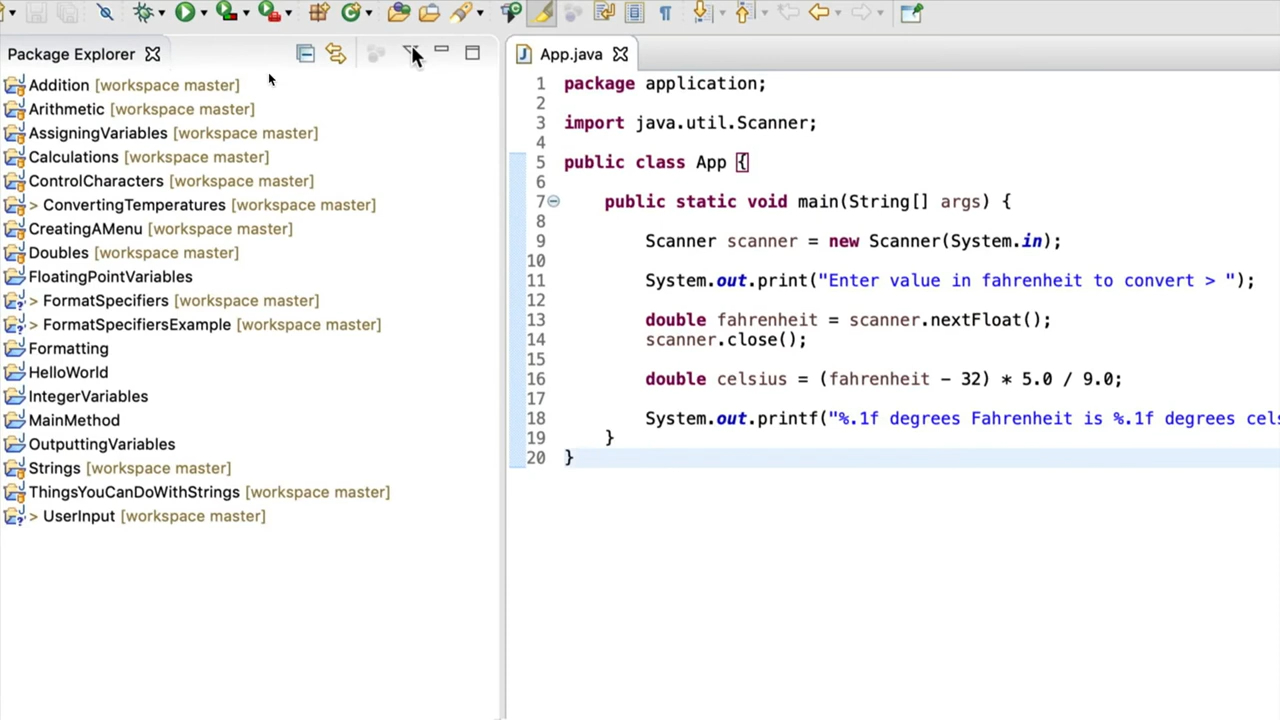 Package Explorer
Addition [workspace master]
Arithmetic [workspace master]
AssigningVariables [workspace master]
Calculations [workspace master]
ControlCharacters [workspace master]
> ConvertingTemperatures [workspace master]
CreatingAMenu [workspace master]
Doubles [workspace master]
FloatingPointVariables
> FormatSpecifiers [workspace master]
> FormatSpecifiersExample [workspace master]
Formatting
HelloWorld
IntegerVariables
MainMethod
OutputtingVariables
Strings [workspace master]
ThingsYouCanDoWithStrings [workspace master]
> UserInput [workspace master]
App.java
1 package application;
2
3 import java.util.Scanner;
4
5 public class App {
6
7 public static void main(String[] args) {
8
9 Scanner scanner = new Scanner(System.in);
10
11 System.out.print("Enter value in fahrenheit to convert > ");
12
13 double fahrenheit = scanner.nextFloat();
14 scanner.close();
15
16 double celsius = (fahrenheit - 32) * 5.0 / 9.0;
17
18 System.out.printf("%.1f degrees Fahrenheit is %.1f degrees cels
19 }
20 }